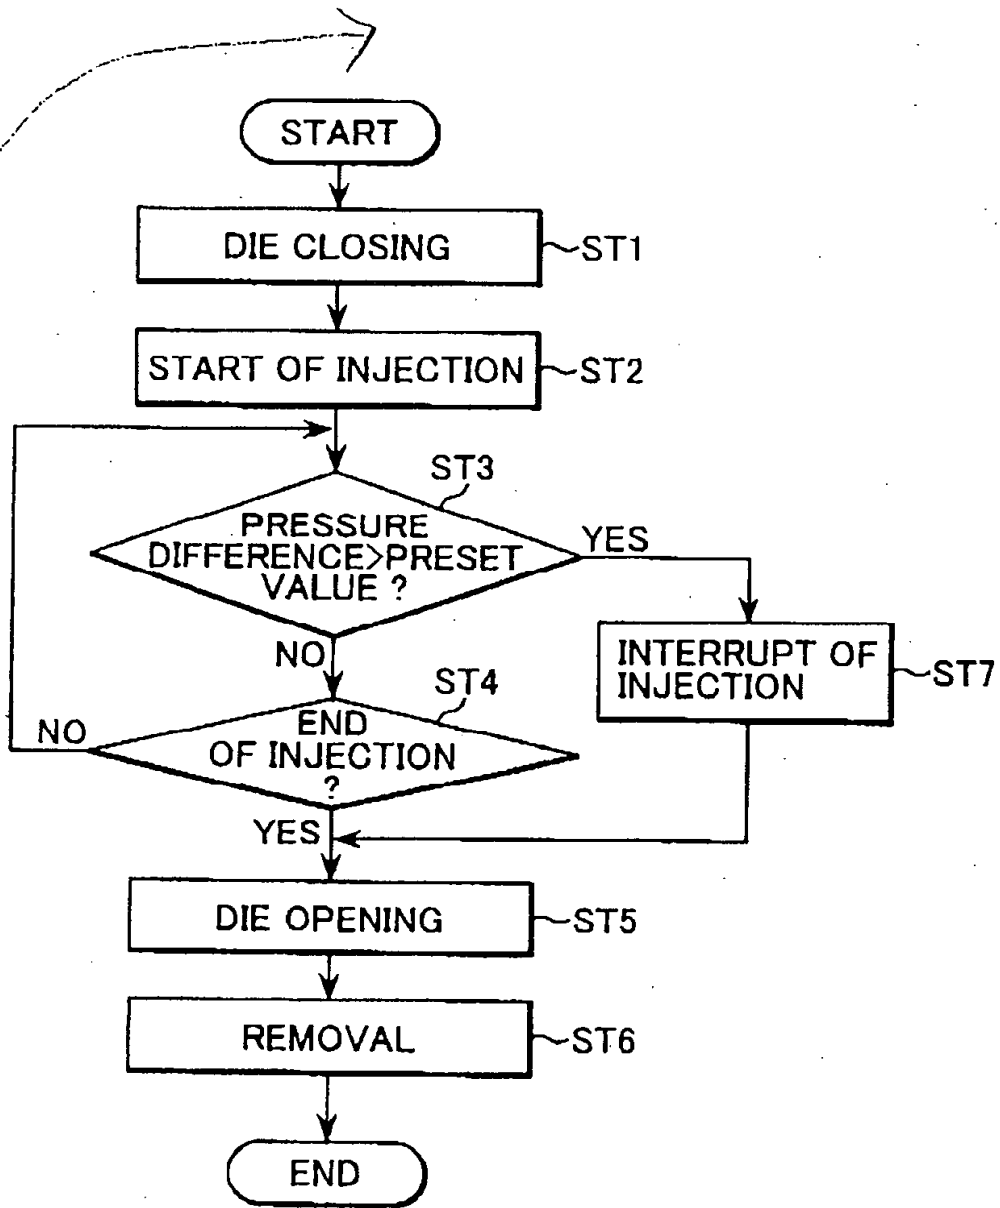 START
DIE CLOSING
ST1
START OF INJECTION
ST2
ST3
PRESSURE
DIFFERENCE>PRESET
VALUE ?
YES
NO
INTERRUPT OF
INJECTION
ST7
ST4
END
OF INJECTION
?
NO
YES
DIE OPENING
ST5
REMOVAL
ST6
END